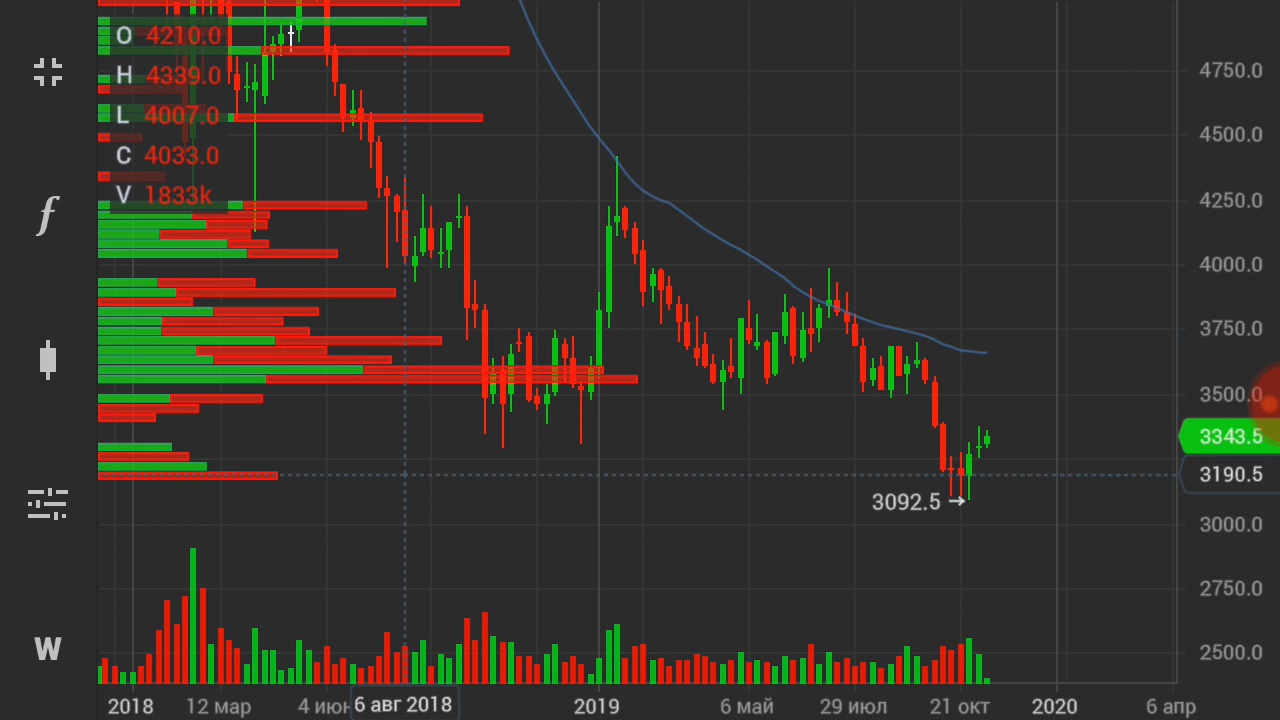 O 4210.0
H 4339.0
L 4007.0
C 4033.0
V 1833k
f
W
4750.0
4500.0
4250.0
4000.0
3750.0
3500.0
3343.5
3190.5
3000.0
2750.0
2500.0
3092.5 →
2018 12 мар 4 июн 6 авг 2018 2019 6 май 29 июл 21 окт 2020 6 апр